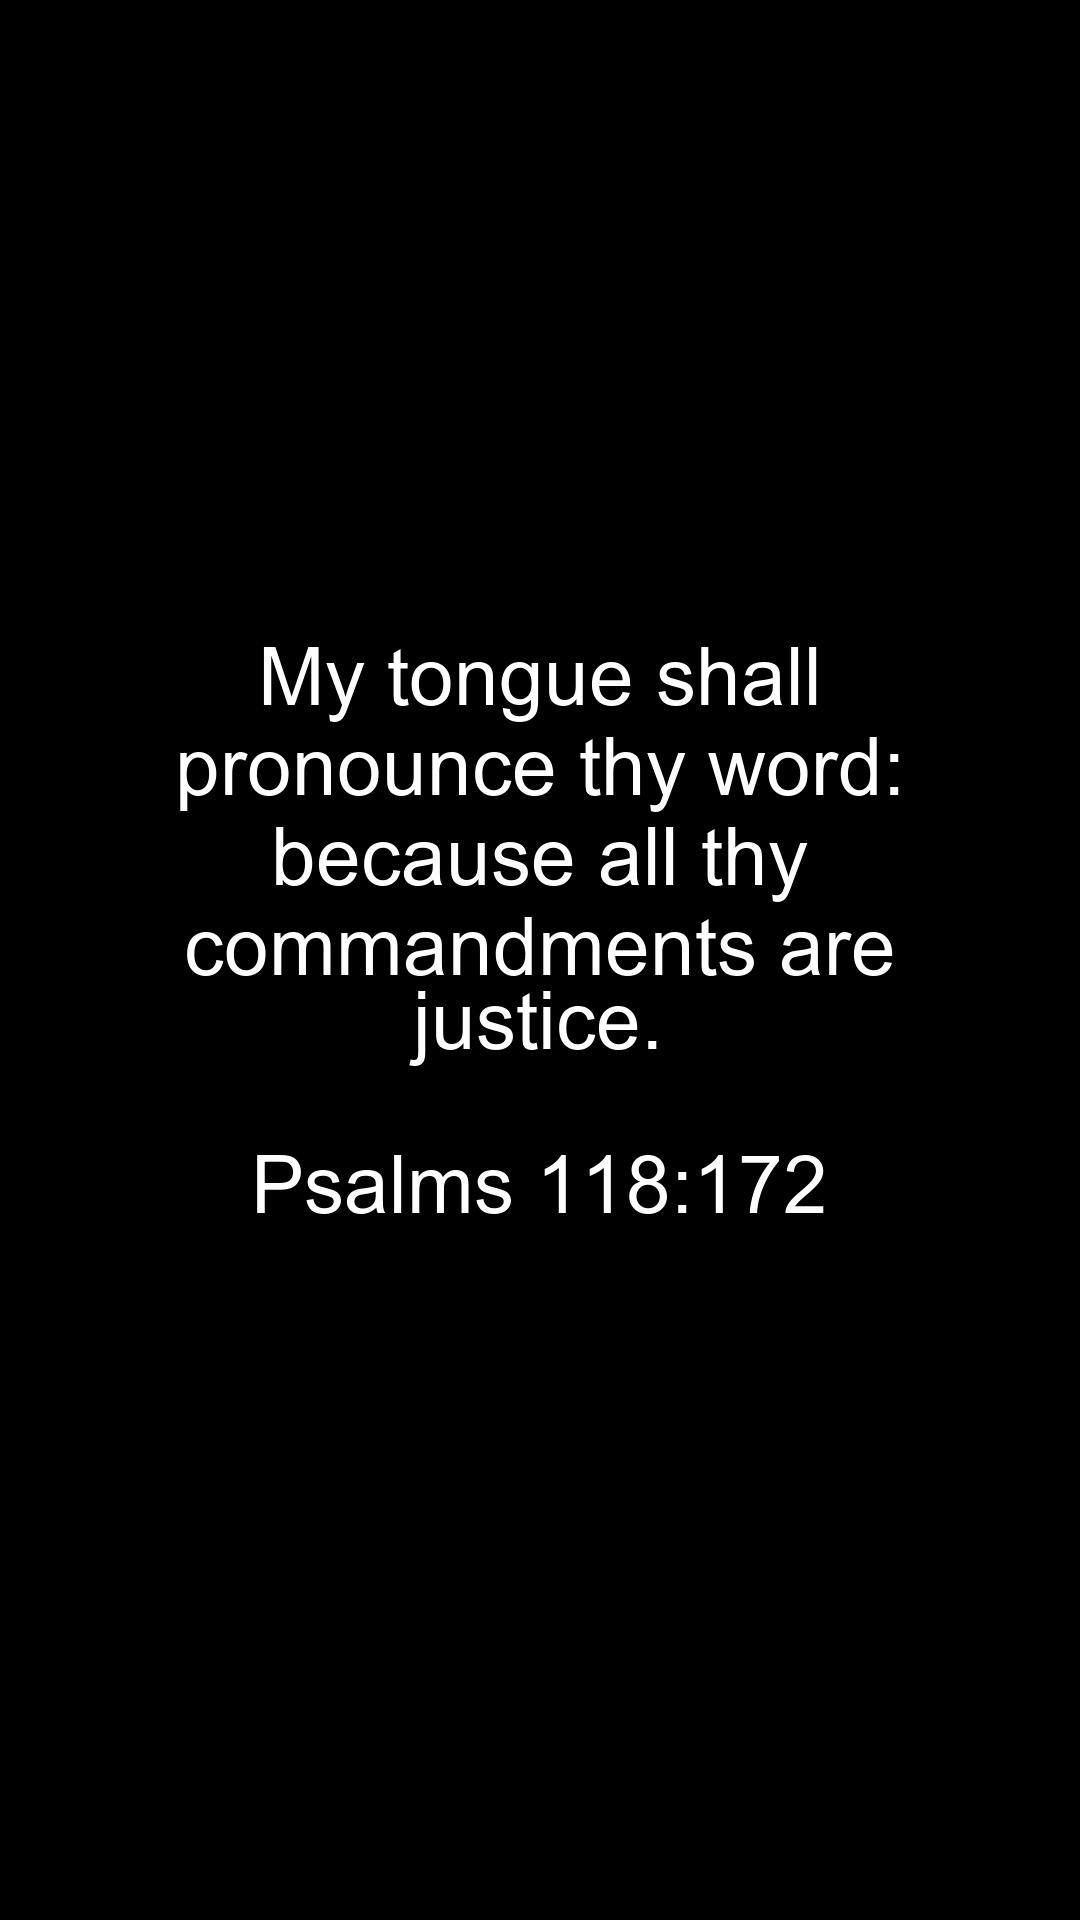 My tongue shall
pronounce thy word:
because all thy
commandments are
justice.
Psalms 118:172